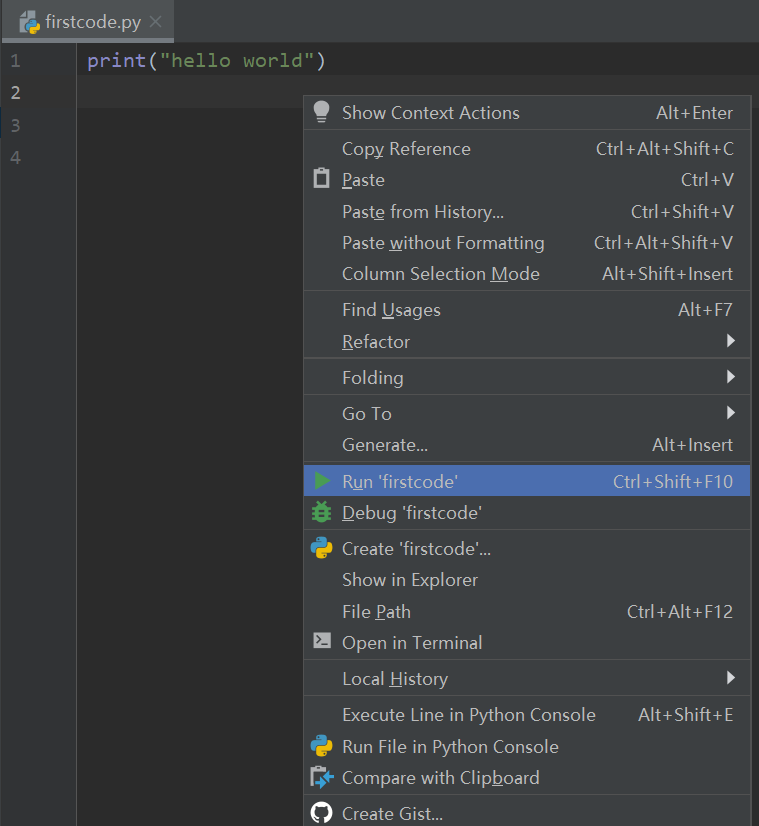 firstcode.py
1 print("hello world")
2
3
4
Show Context Actions Alt+Enter
Copy Reference Ctrl+Alt+Shift+C
Paste Ctrl+V
Paste from History... Ctrl+Shift+V
Paste without Formatting Ctrl+Alt+Shift+V
Column Selection Mode Alt+Shift+Insert
Find Usages Alt+F7
Refactor
Folding
Go To
Generate... Alt+Insert
Run 'firstcode' Ctrl+Shift+F10
Debug 'firstcode'
Create 'firstcode'...
Show in Explorer
File Path Ctrl+Alt+F12
Open in Terminal
Local History
Execute Line in Python Console Alt+Shift+E
Run File in Python Console
Compare with Clipboard
Create Gist...